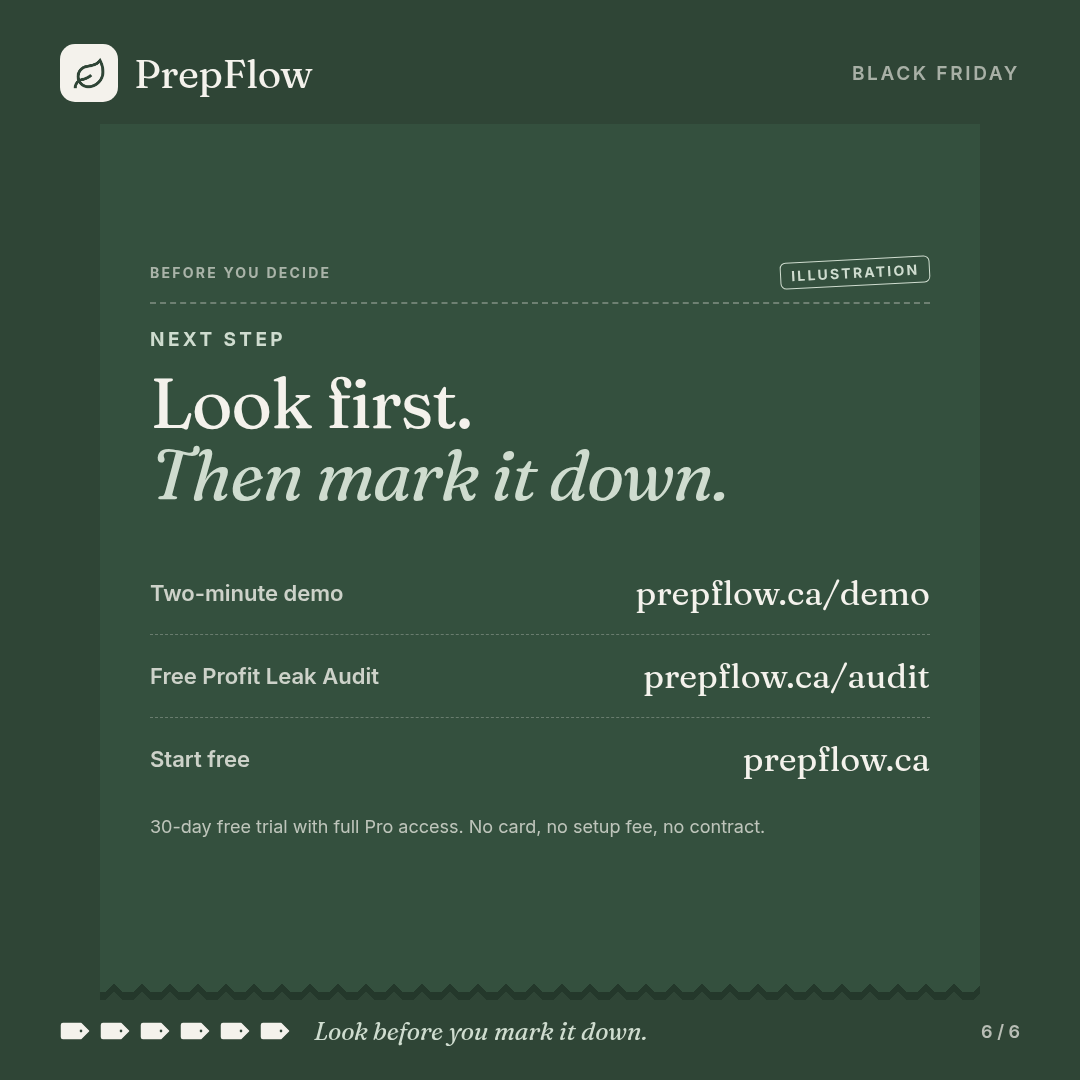 PrepFlow
BLACK FRIDAY
BEFORE YOU DECIDE
ILLUSTRATION
NEXT STEP
Look first.
Then mark it down.
Two-minute demo
prepflow.ca/demo
Free Profit Leak Audit
prepflow.ca/audit
Start free
prepflow.ca
30-day free trial with full Pro access. No card, no setup fee, no contract.
Look before you mark it down.
6 / 6